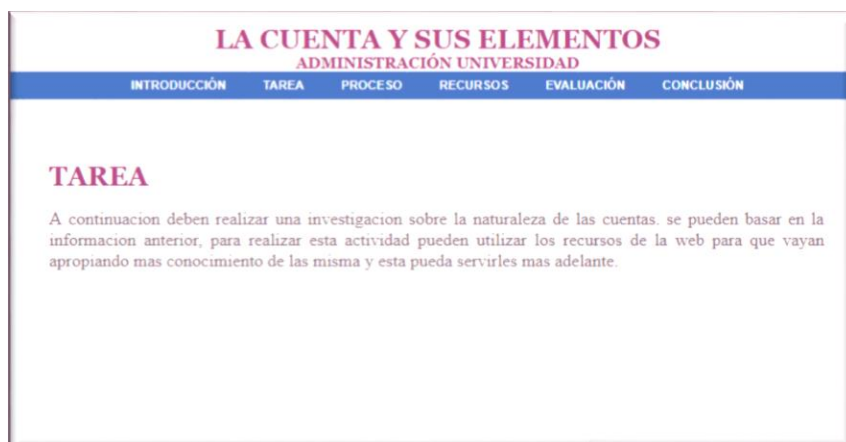 LA CUENTA Y SUS ELEMENTOS
ADMINISTRACIÓN UNIVERSIDAD
INTRODUCCIÓN TAREA PROCESO RECURSOS EVALUACIÓN CONCLUSIÓN
TAREA
A continuacion deben realizar una investigacion sobre la naturaleza de las cuentas. se pueden basar en la
informacion anterior, para realizar esta actividad pueden utilizar los recursos de la web para que vayan
apropiando mas conocimiento de las misma y esta pueda servirles mas adelante.